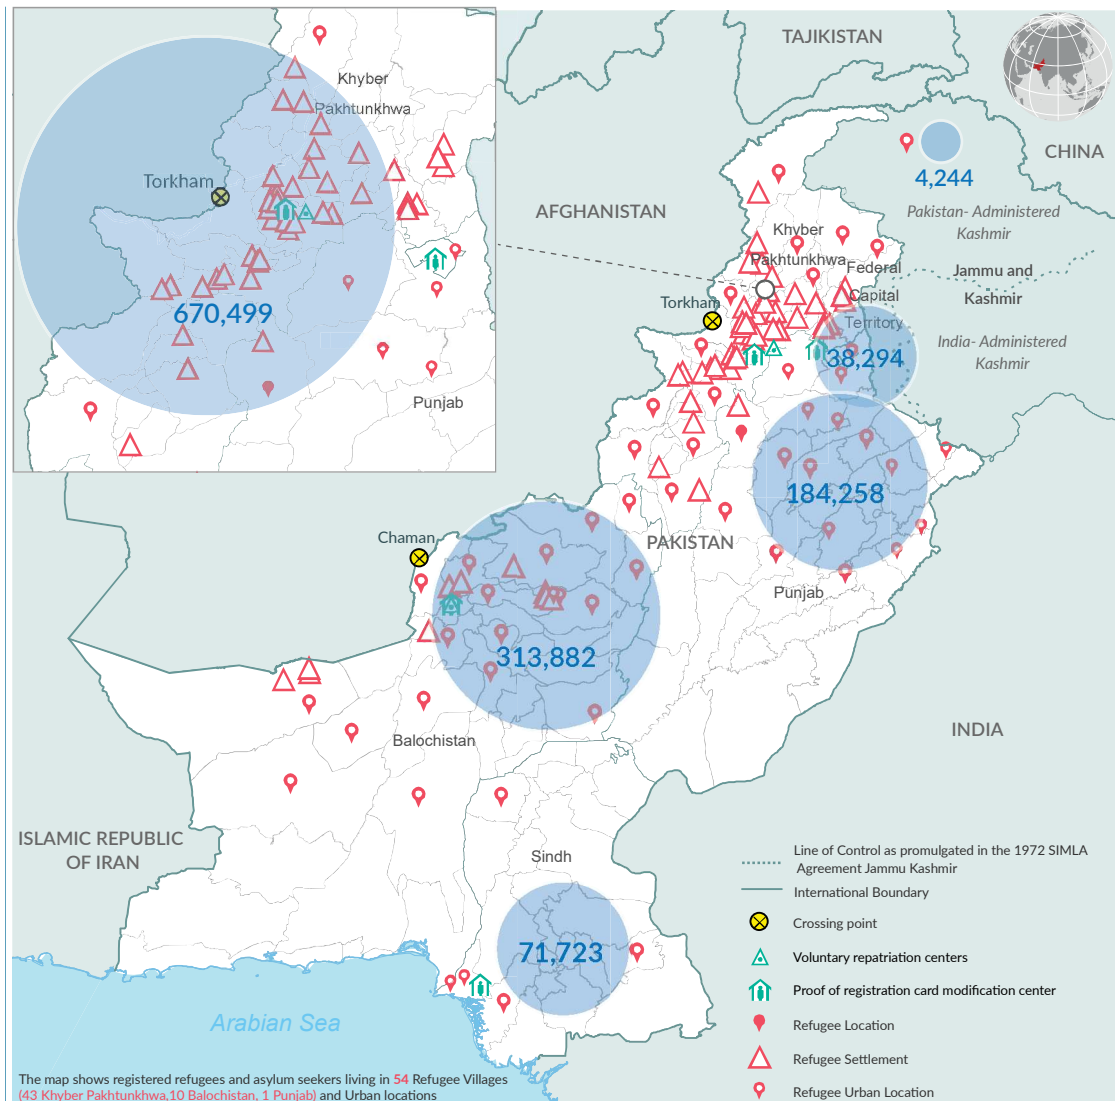 Khyber
Pakhtunkhwa
Torkham
670,499
Punjab
TAJIKISTAN
CHINA
4,244
Pakistan- Administered
Kashmir
AFGHANISTAN
Khyber
Pakhtunkhwa
Federal
Capital
Territory
Jammu and
Kashmir
Torkham
India- Administered
Kashmir
38,294
184,258
Chaman
PAKISTAN
Punjab
313,882
Balochistan
INDIA
ISLAMIC REPUBLIC
OF IRAN
Sindh
71,723
Arabian Sea
Line of Control as promulgated in the 1972 SIMLA
Agreement Jammu Kashmir
International Boundary
Crossing point
Voluntary repatriation centers
Proof of registration card modification center
Refugee Location
Refugee Settlement
Refugee Urban Location
The map shows registered refugees and asylum seekers living in 54 Refugee Villages
(43 Khyber Pakhtunkhwa,10 Balochistan, 1 Punjab) and Urban locations